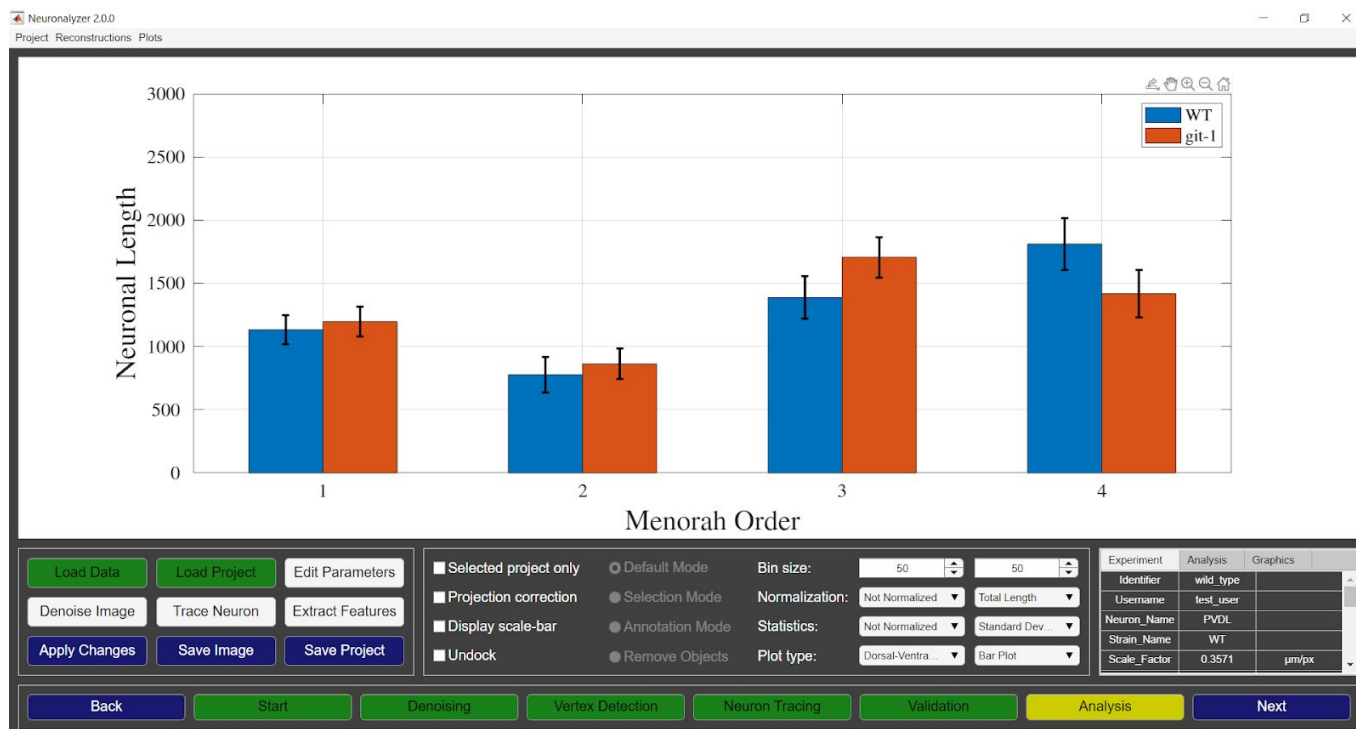 Neuronalyzer 2.0.0
Project Reconstructions Plots
3000
2500
2000
1500
1000
500
0
Neuronal Length
WT
git-1
1 2 3 4
Menorah Order
Load Data Load Project Edit Parameters
Denoise Image Trace Neuron Extract Features
Apply Changes Save Image Save Project
Selected project only Default Mode Bin size: 50 50
Projection correction Selection Mode Normalization: Not Normalized Total Length
Display scale-bar Annotation Mode Statistics: Not Normalized Standard Dev...
Undock Remove Objects Plot type: Dorsal-Ventra... Bar Plot
Experiment Analysis Graphics
Identifier wild_type
Username test_user
Neuron_Name PVDL
Strain_Name WT
Scale_Factor 0.3571 µm/px
Back Start Denoising Vertex Detection Neuron Tracing Validation Analysis Next